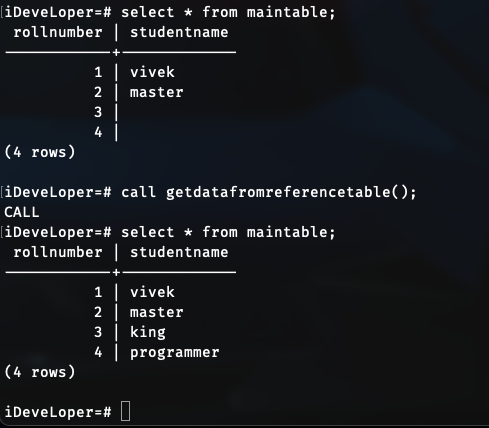 iDeveLoper=# select * from maintable;
rollnumber | studentname
------------+-------------
1 | vivek
2 | master
3 |
4 |
(4 rows)
iDeveLoper=# call getdatafromreferencetable();
CALL
iDeveLoper=# select * from maintable;
rollnumber | studentname
------------+-------------
1 | vivek
2 | master
3 | king
4 | programmer
(4 rows)
iDeveLoper=#